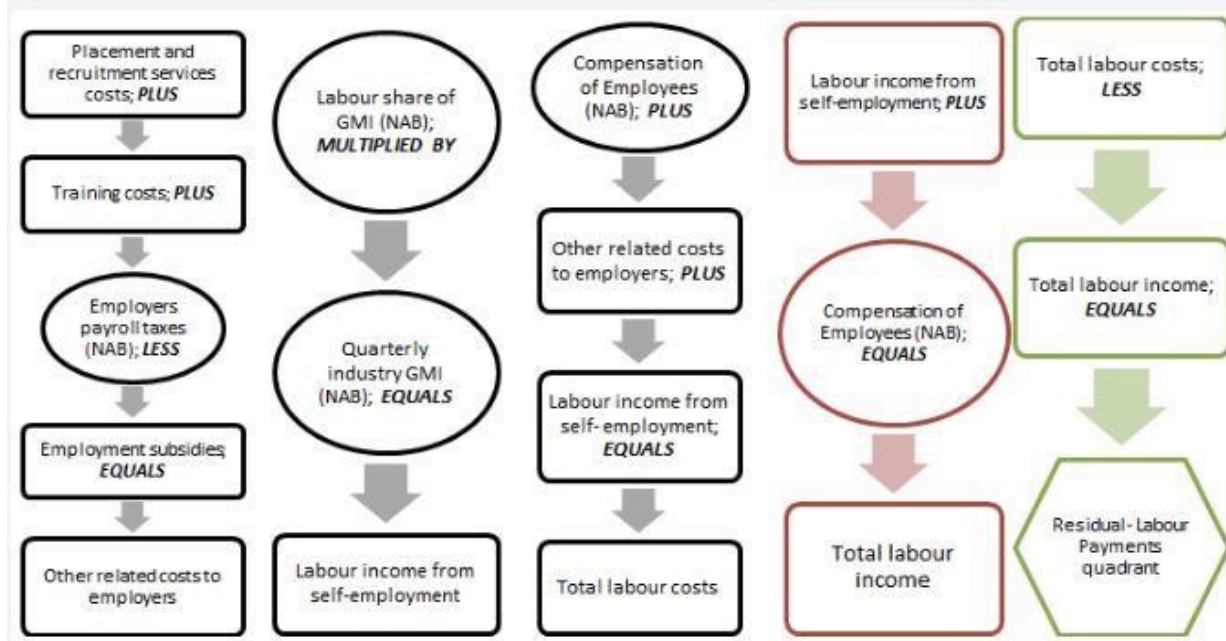 Placement and
recruitment services
costs; PLUS
Training costs; PLUS
Employers
payroll taxes
(NAB); LESS
Employment subsidies;
EQUALS
Other related costs to
employers
Labour share of
GMI (NAB);
MULTIPLIED BY
Quarterly
industry GMI
(NAB); EQUALS
Labour income from
self-employment
Compensation
of Employees
(NAB); PLUS
Other related costs
to employers; PLUS
Labour income from
self- employment;
EQUALS
Total labour costs
Labour income from
self-employment; PLUS
Compensation of
Employees (NAB);
EQUALS
Total labour
income
Total labour costs;
LESS
Total labour income;
EQUALS
Residual- Labour
Payments
quadrant